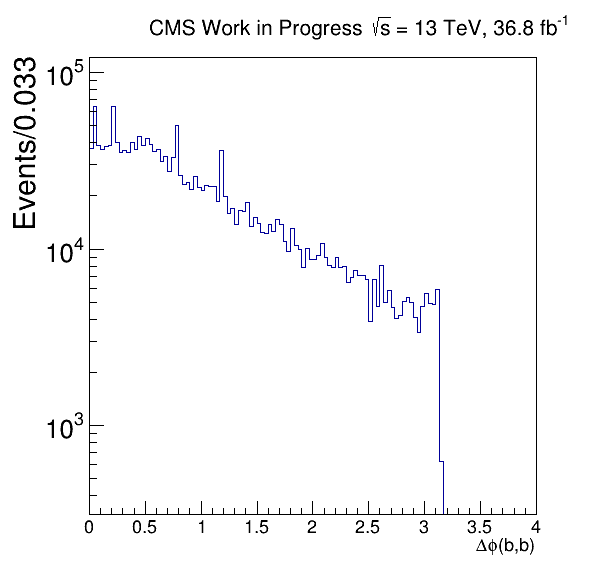 CMS Work in Progress √s = 13 TeV, 36.8 fb⁻¹
Events/0.033
10⁵
10⁴
10³
0 0.5 1 1.5 2 2.5 3 3.5 4
Δϕ(b,b)